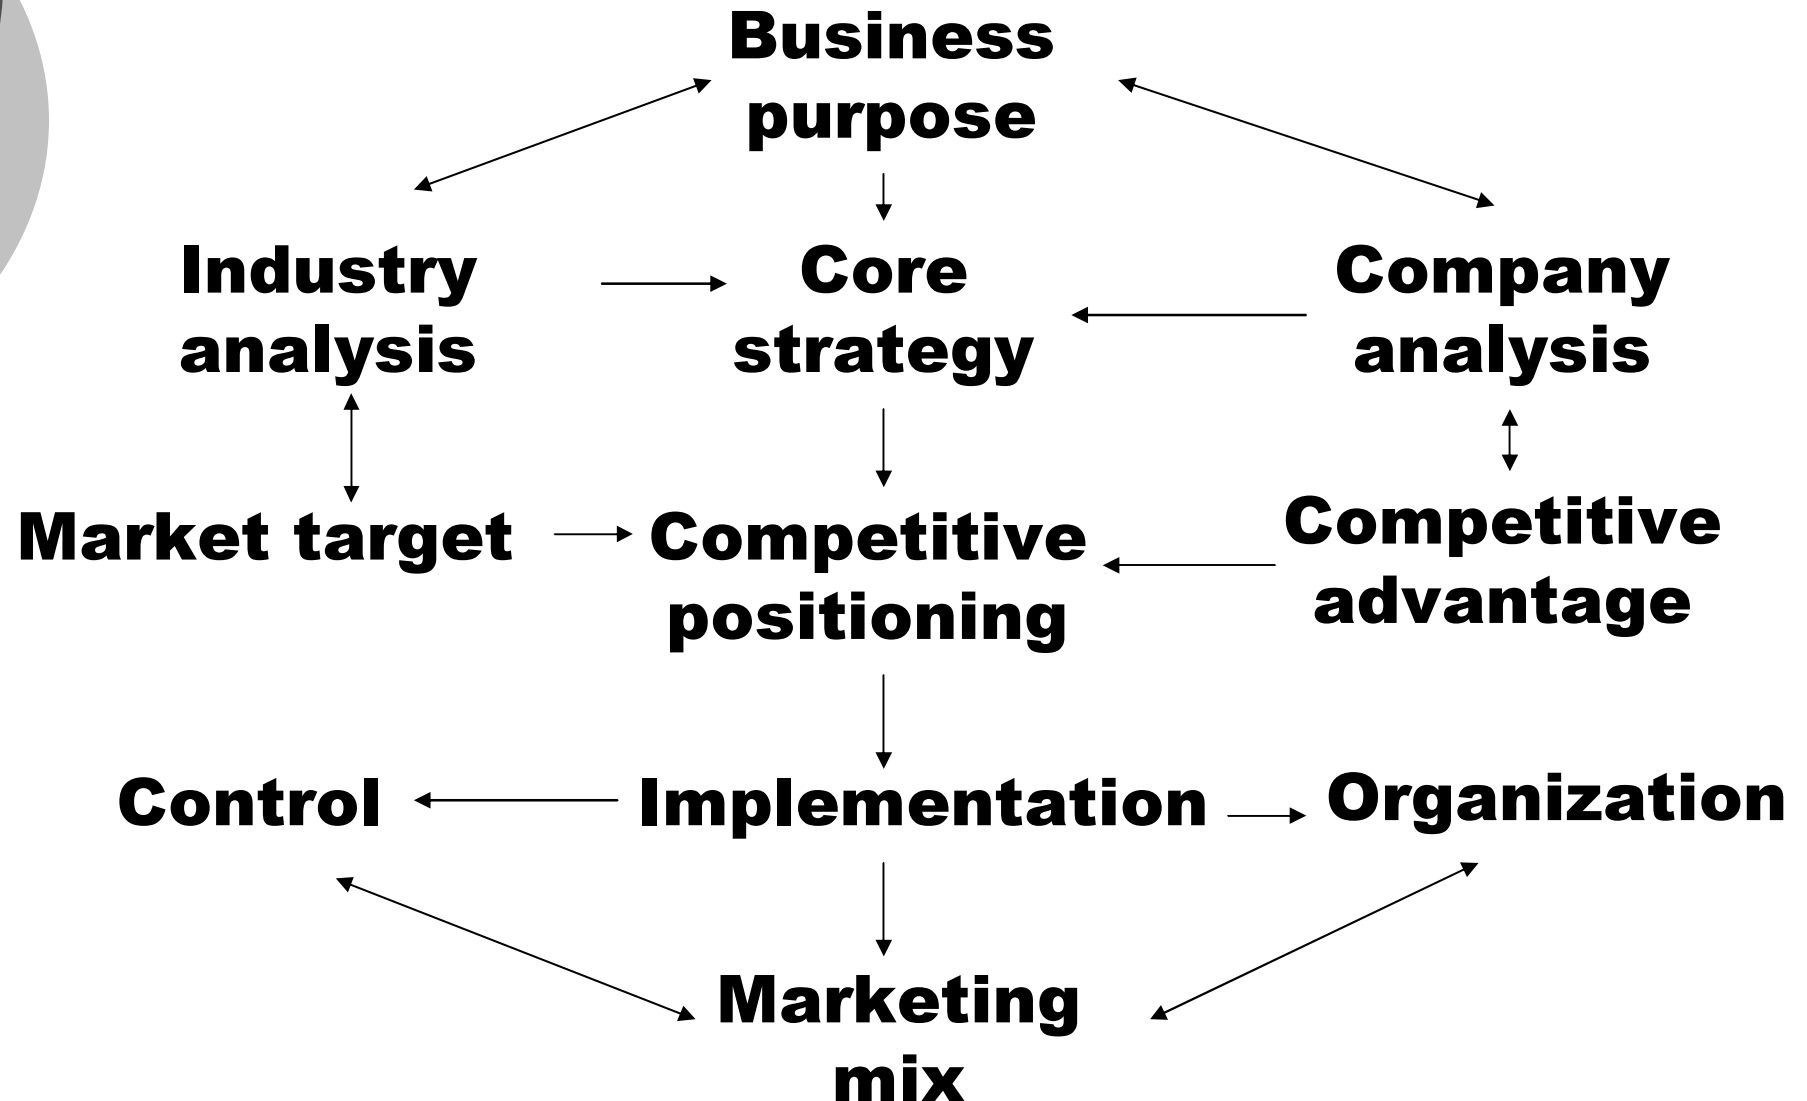 Business
purpose
Industry
analysis
Core
strategy
Company
analysis
Market target
Competitive
positioning
Competitive
advantage
Control
Implementation
Organization
Marketing
mix